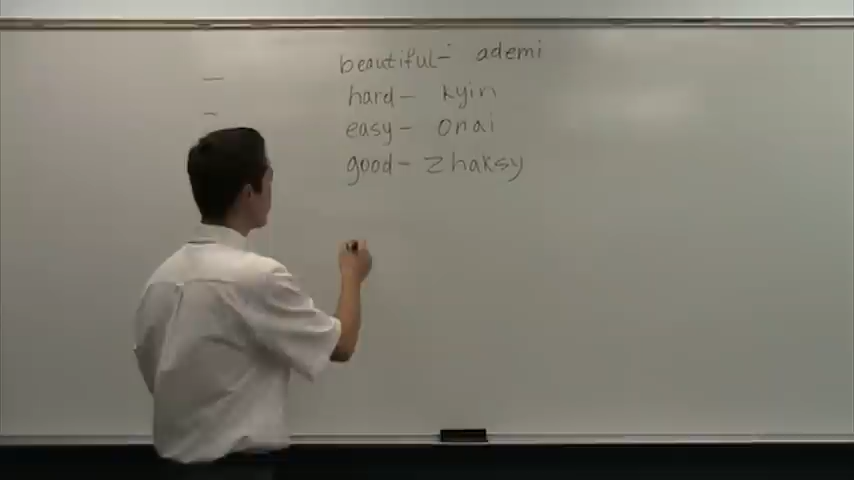 beautiful- ademi
hard- kyin
easy- onai
good- zhaksy